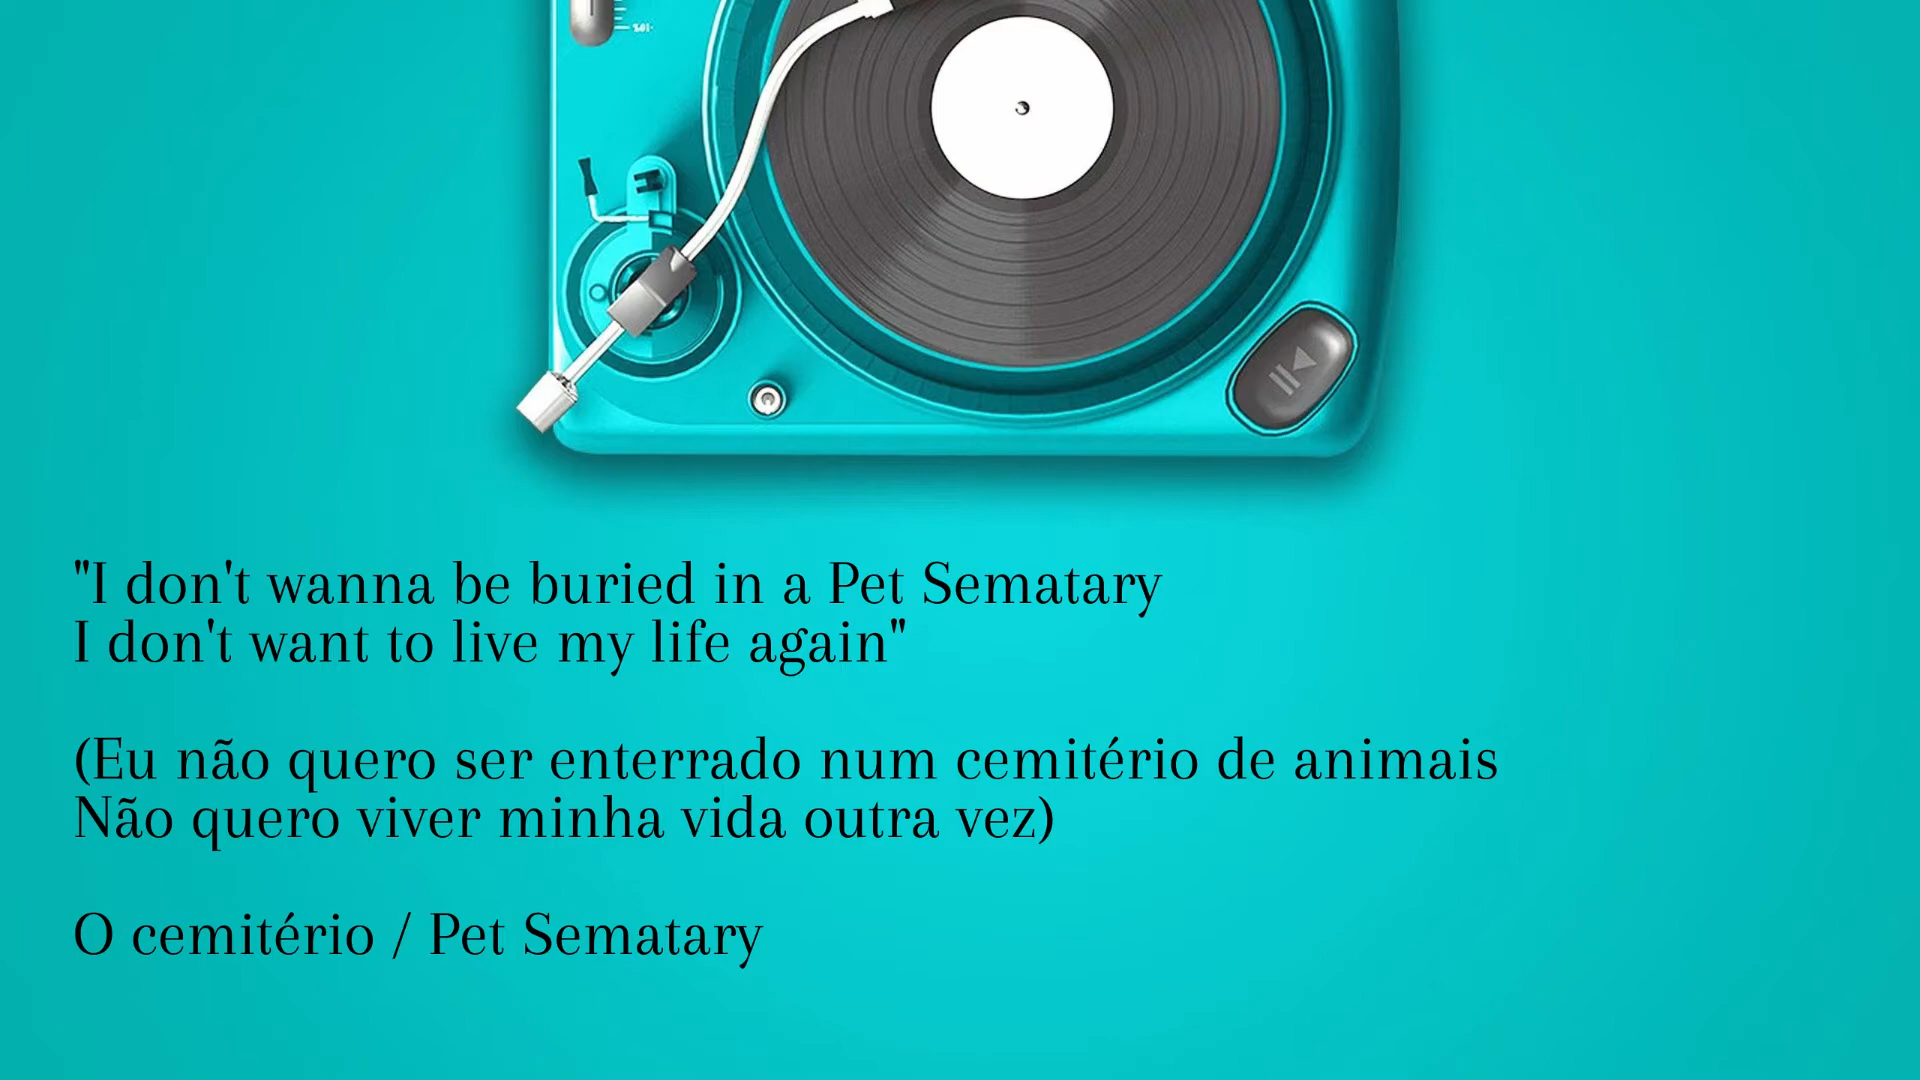 "I don't wanna be buried in a Pet Sematary
I don't want to live my life again"
(Eu não quero ser enterrado num cemitério de animais
Não quero viver minha vida outra vez)
O cemitério / Pet Sematary